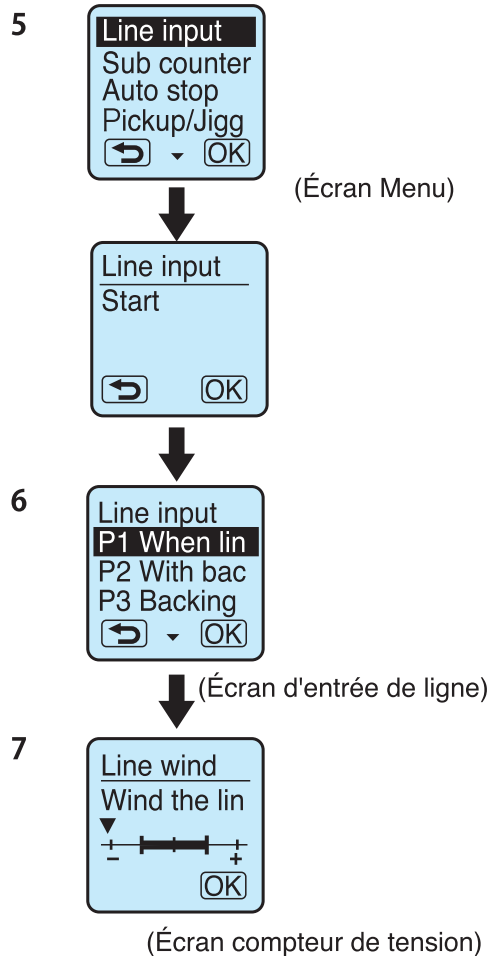 5
Line input
Sub counter
Auto stop
Pickup/Jigg
OK
(Écran Menu)
Line input
Start
OK
6
Line input
P1 When lin
P2 With bac
P3 Backing
OK
(Écran d'entrée de ligne)
7
Line wind
Wind the lin
− +
OK
(Écran compteur de tension)